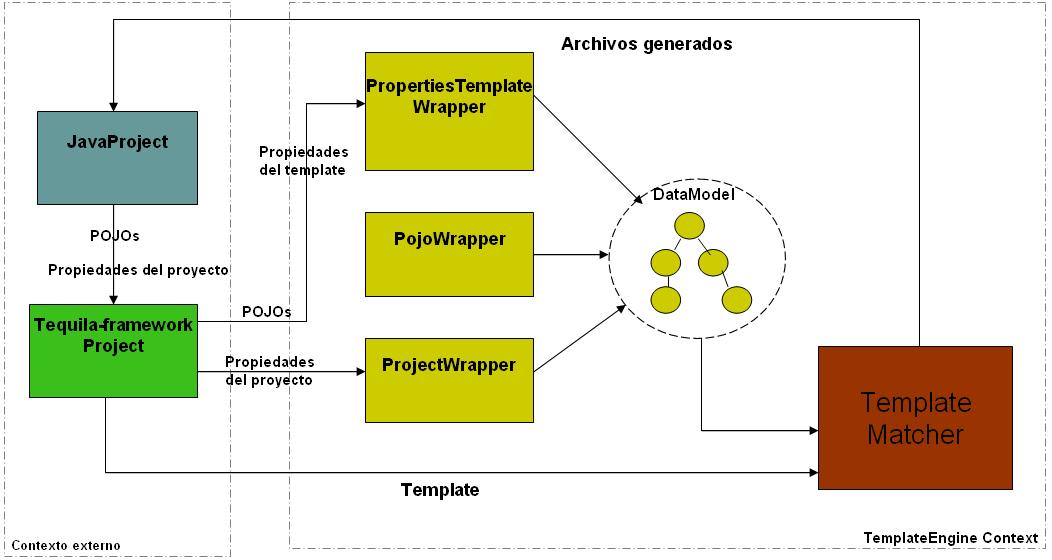 Archivos generados
PropertiesTemplate
Wrapper
JavaProject
Propiedades
del template
DataModel
POJOs
PojoWrapper
Propiedades del proyecto
POJOs
Tequila-framework
Project
Propiedades
del proyecto
ProjectWrapper
Template
Matcher
Template
Contexto externo
TemplateEngine Context